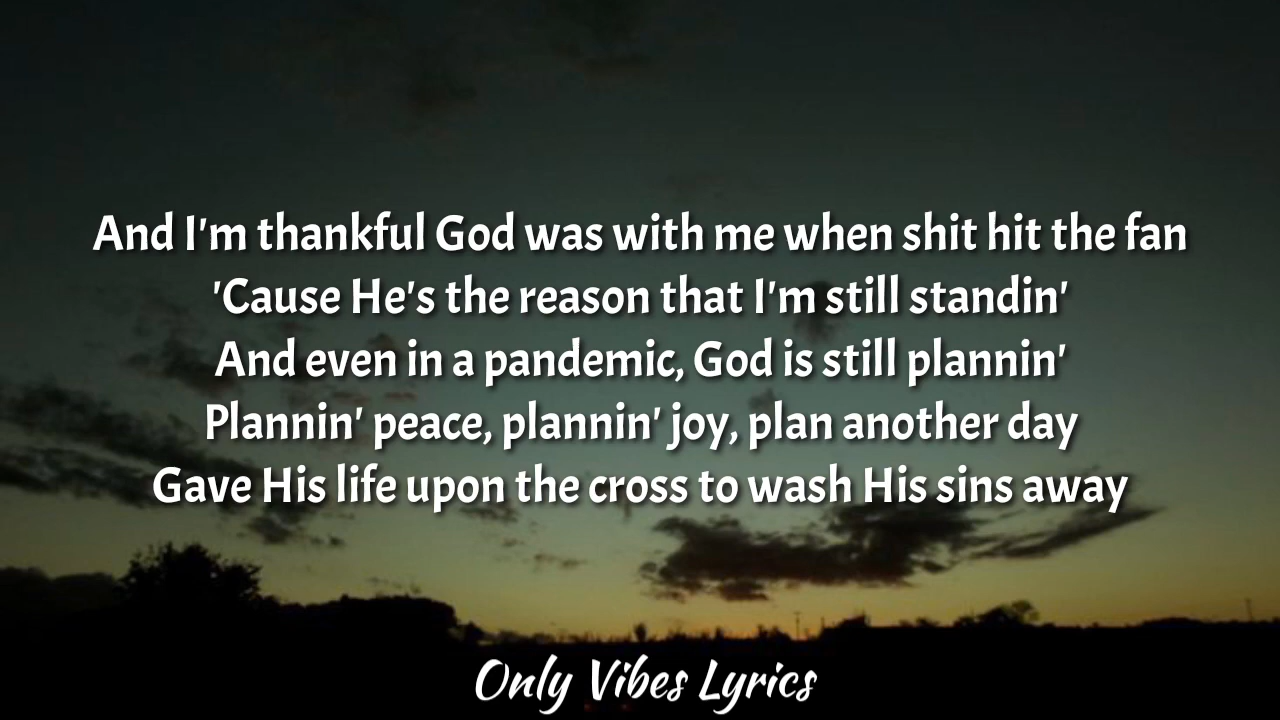 And I'm thankful God was with me when shit hit the fan
'Cause He's the reason that I'm still standin'
And even in a pandemic, God is still plannin'
Plannin' peace, plannin' joy, plan another day
Gave His life upon the cross to wash His sins away
Only Vibes Lyrics